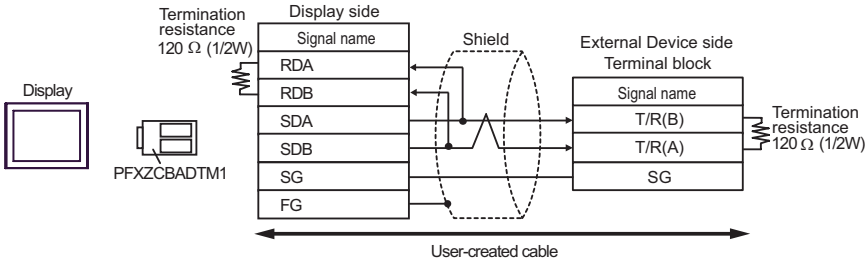 Termination
resistance
120 Ω (1/2W)
Display side
Signal name
RDA
RDB
SDA
SDB
SG
FG
Shield
External Device side
Terminal block
Signal name
T/R(B)
T/R(A)
SG
Termination
resistance
120 Ω (1/2W)
Display
PFXZCBADTM1
User-created cable